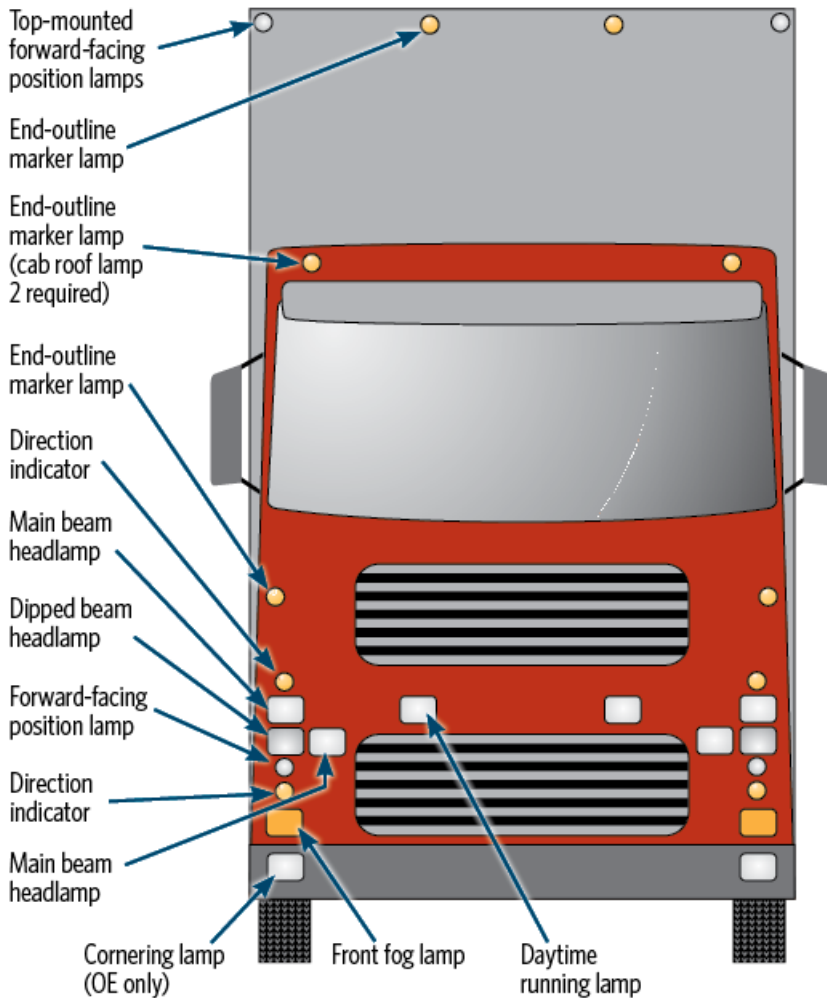 Top-mounted
forward-facing
position lamps
End-outline
marker lamp
End-outline
marker lamp
(cab roof lamp
2 required)
End-outline
marker lamp
Direction
indicator
Main beam
headlamp
Dipped beam
headlamp
Forward-facing
position lamp
Direction
indicator
Main beam
headlamp
Cornering lamp
(OE only)
Front fog lamp
Daytime
running lamp